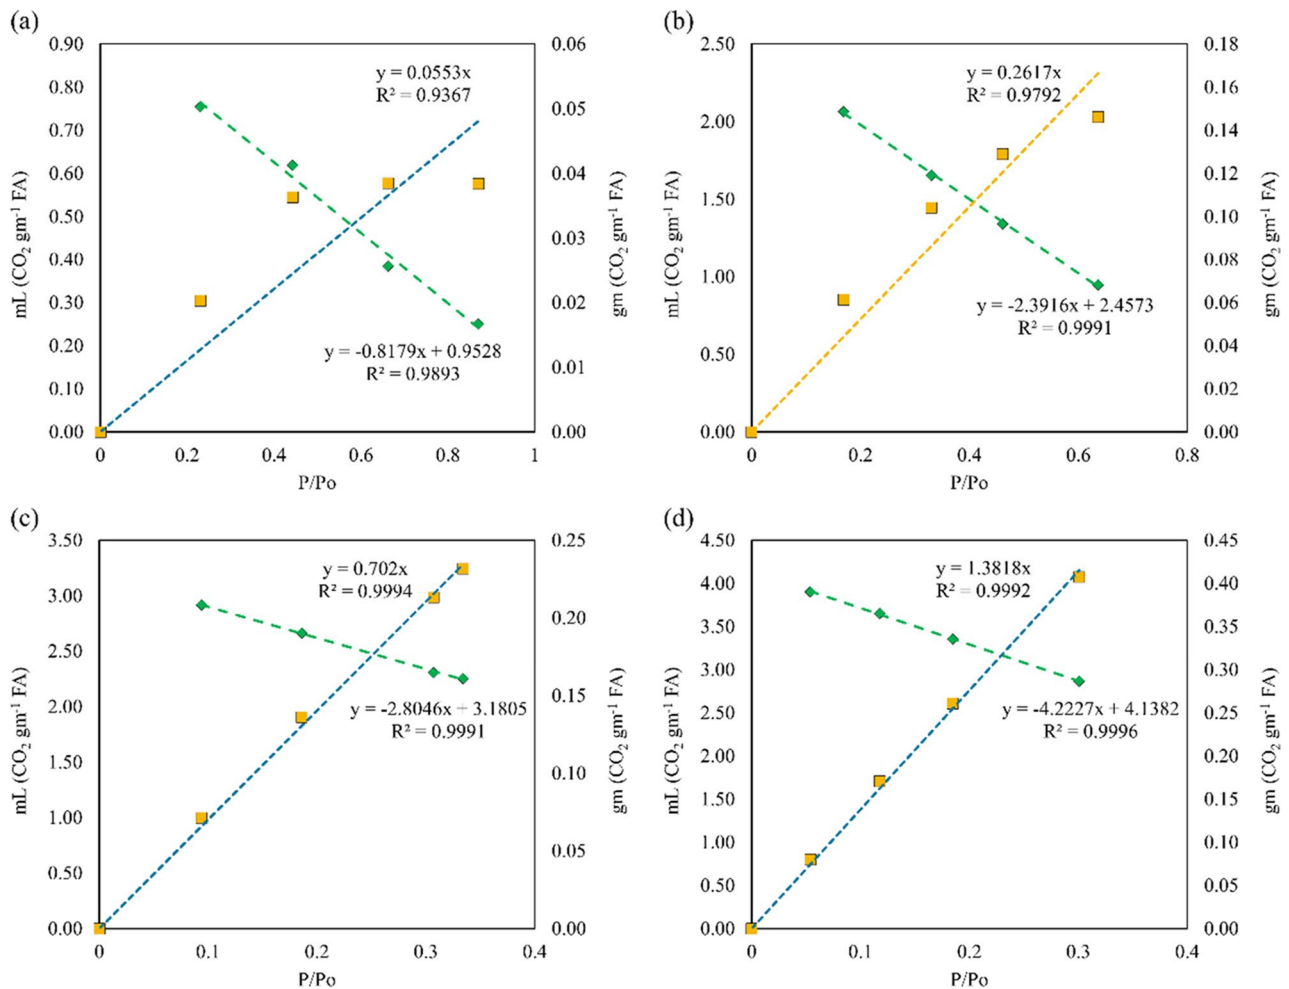 (a)
0.90
0.80
0.70
0.60
0.50
0.40
0.30
0.20
0.10
0.00
mL (CO₂ gm⁻¹ FA)
y = 0.0553x
R² = 0.9367
y = -0.8179x + 0.9528
R² = 0.9893
0.06
0.05
0.04
0.03
0.02
0.01
0.00
gm (CO₂ gm⁻¹ FA)
0 0.2 0.4 0.6 0.8 1
P/Po
(b)
2.50
2.00
1.50
1.00
0.50
0.00
mL (CO₂ gm⁻¹ FA)
y = 0.2617x
R² = 0.9792
y = -2.3916x + 2.4573
R² = 0.9991
0.18
0.16
0.14
0.12
0.10
0.08
0.06
0.04
0.02
0.00
gm (CO₂ gm⁻¹ FA)
0 0.2 0.4 0.6 0.8
P/Po
(c)
3.50
3.00
2.50
2.00
1.50
1.00
0.50
0.00
mL (CO₂ gm⁻¹ FA)
y = 0.702x
R² = 0.9994
y = -2.8046x + 3.1805
R² = 0.9991
0.25
0.20
0.15
0.10
0.05
0.00
gm (CO₂ gm⁻¹ FA)
0 0.1 0.2 0.3 0.4
P/Po
(d)
4.50
4.00
3.50
3.00
2.50
2.00
1.50
1.00
0.50
0.00
mL (CO₂ gm⁻¹ FA)
y = 1.3818x
R² = 0.9992
y = -4.2227x + 4.1382
R² = 0.9996
0.45
0.40
0.35
0.30
0.25
0.20
0.15
0.10
0.05
0.00
gm (CO₂ gm⁻¹ FA)
0 0.1 0.2 0.3 0.4
P/Po